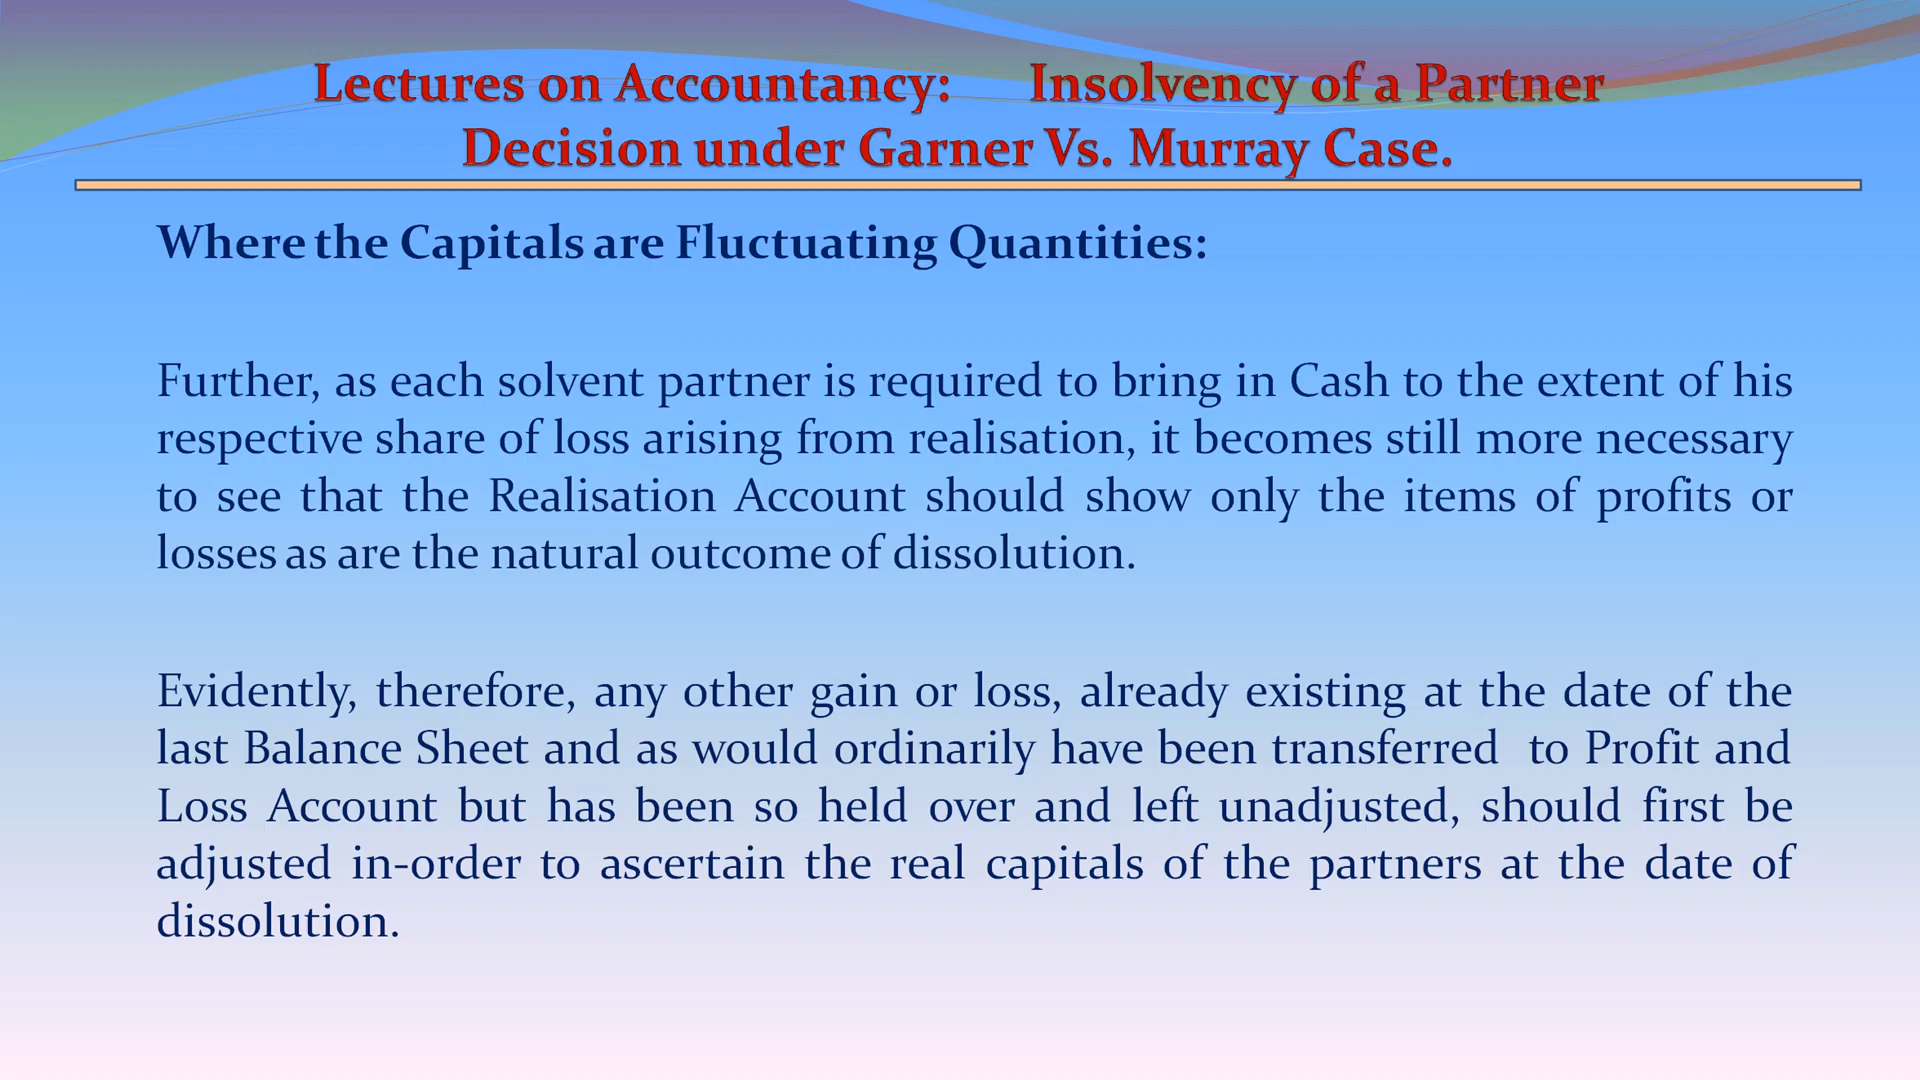 Lectures on Accountancy: Insolvency of a Partner
Decision under Garner Vs. Murray Case.
Where the Capitals are Fluctuating Quantities:
Further, as each solvent partner is required to bring in Cash to the extent of his
respective share of loss arising from realisation, it becomes still more necessary
to see that the Realisation Account should show only the items of profits or
losses as are the natural outcome of dissolution.
Evidently, therefore, any other gain or loss, already existing at the date of the
last Balance Sheet and as would ordinarily have been transferred to Profit and
Loss Account but has been so held over and left unadjusted, should first be
adjusted in-order to ascertain the real capitals of the partners at the date of
dissolution.